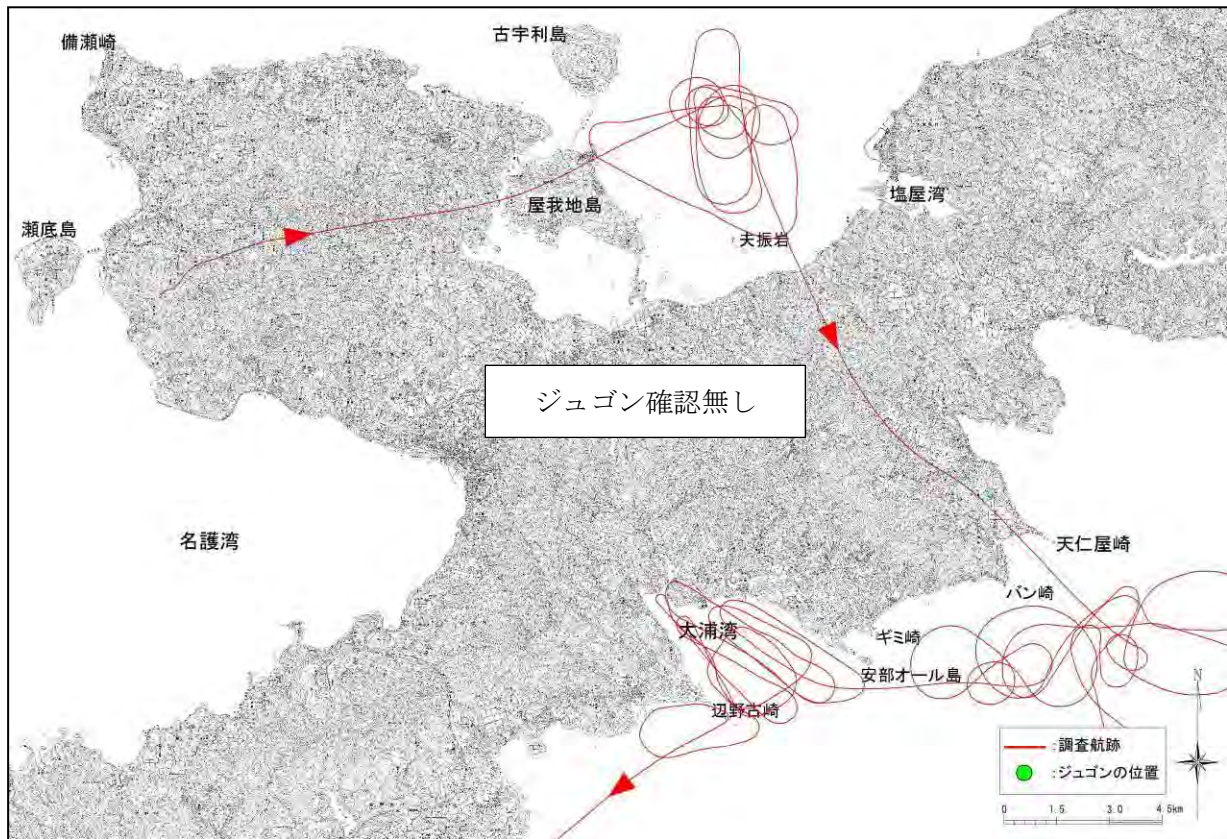 古宇利島
備瀬崎
塩屋湾
屋我地島
瀬底島
夫振岩
ジュゴン確認無し
名護湾
天仁屋崎
バン崎
大浦湾
ギミ崎
安部オール島
辺野古崎
N
:調査航跡
:ジュゴンの位置
0 1.5 3.0 4.5km